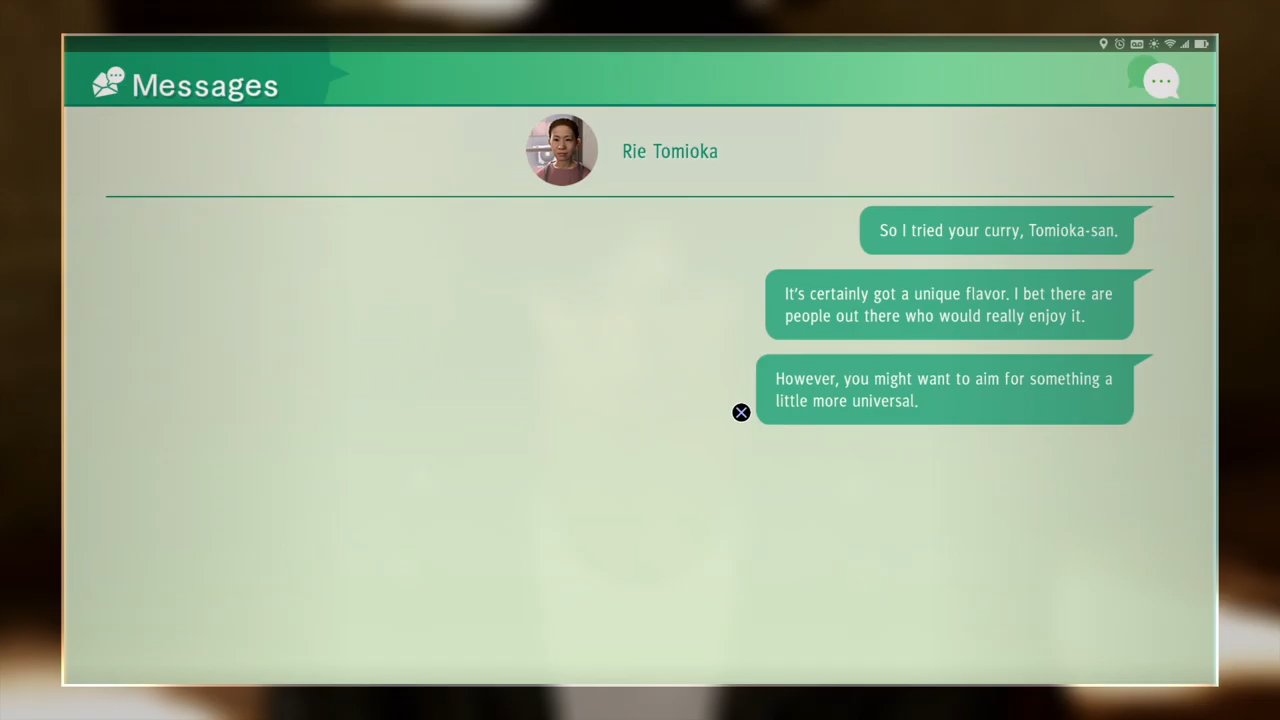 Messages
Rie Tomioka
So I tried your curry, Tomioka-san.
It's certainly got a unique flavor. I bet there are
people out there who would really enjoy it.
However, you might want to aim for something a
little more universal.